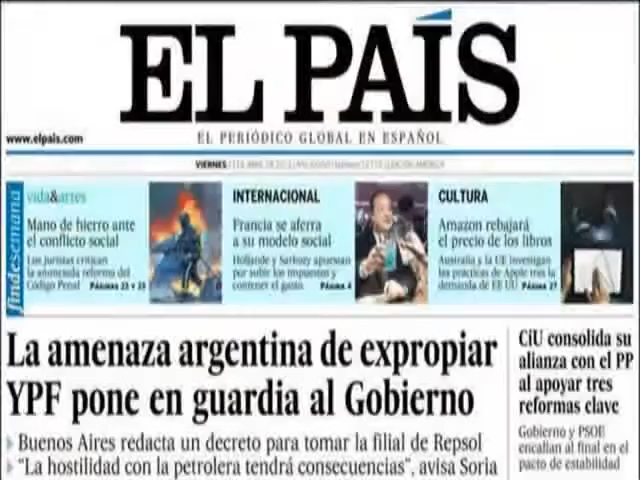 EL PAÍS
www.elpais.com
EL PERIÓDICO GLOBAL EN ESPAÑOL
VIERNES
findesemana
vida&artes
Mano de hierro ante
el conflicto social
Los juristas critican
la anunciada reforma del
Código Penal
INTERNACIONAL
Francia se aferra
a su modelo social
Hollande y Sarkozy apuestan
por subir los impuestos y
contener el gasto
PÁGINA 4
CULTURA
Amazon rebajará
el precio de los libros
Australia y la UE investigan
las prácticas de Apple tras la
demanda de EE UU
PÁGINA 37
La amenaza argentina de expropiar
YPF pone en guardia al Gobierno
Buenos Aires redacta un decreto para tomar la filial de Repsol
"La hostilidad con la petrolera tendrá consecuencias", avisa Soria
CiU consolida su
alianza con el PP
al apoyar tres
reformas clave
Gobierno y PSOE
encallan al final en el
pacto de estabilidad